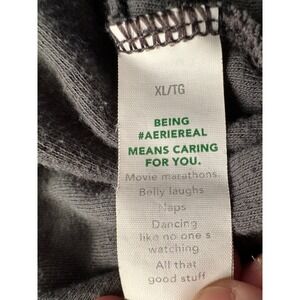 XL/TG
BEING
#AERIEREAL
MEANS CARING
FOR YOU.
Movie marathons.
Belly laughs
Naps
Dancing
like no one s
watching
All that
good stuff